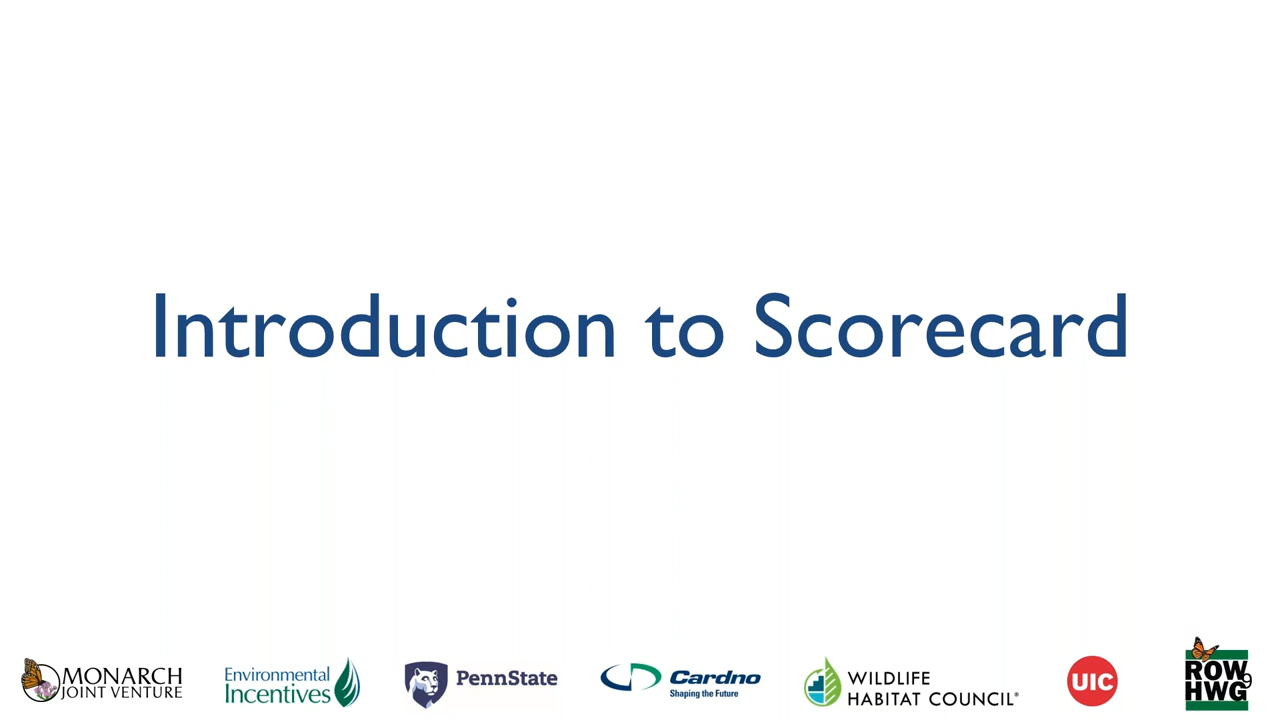 Introduction to Scorecard
MONARCH
JOINT VENTURE
Environmental
Incentives
PennState
Cardno
Shaping the Future
WILDLIFE
HABITAT COUNCIL®
UIC
ROW
HWG
9